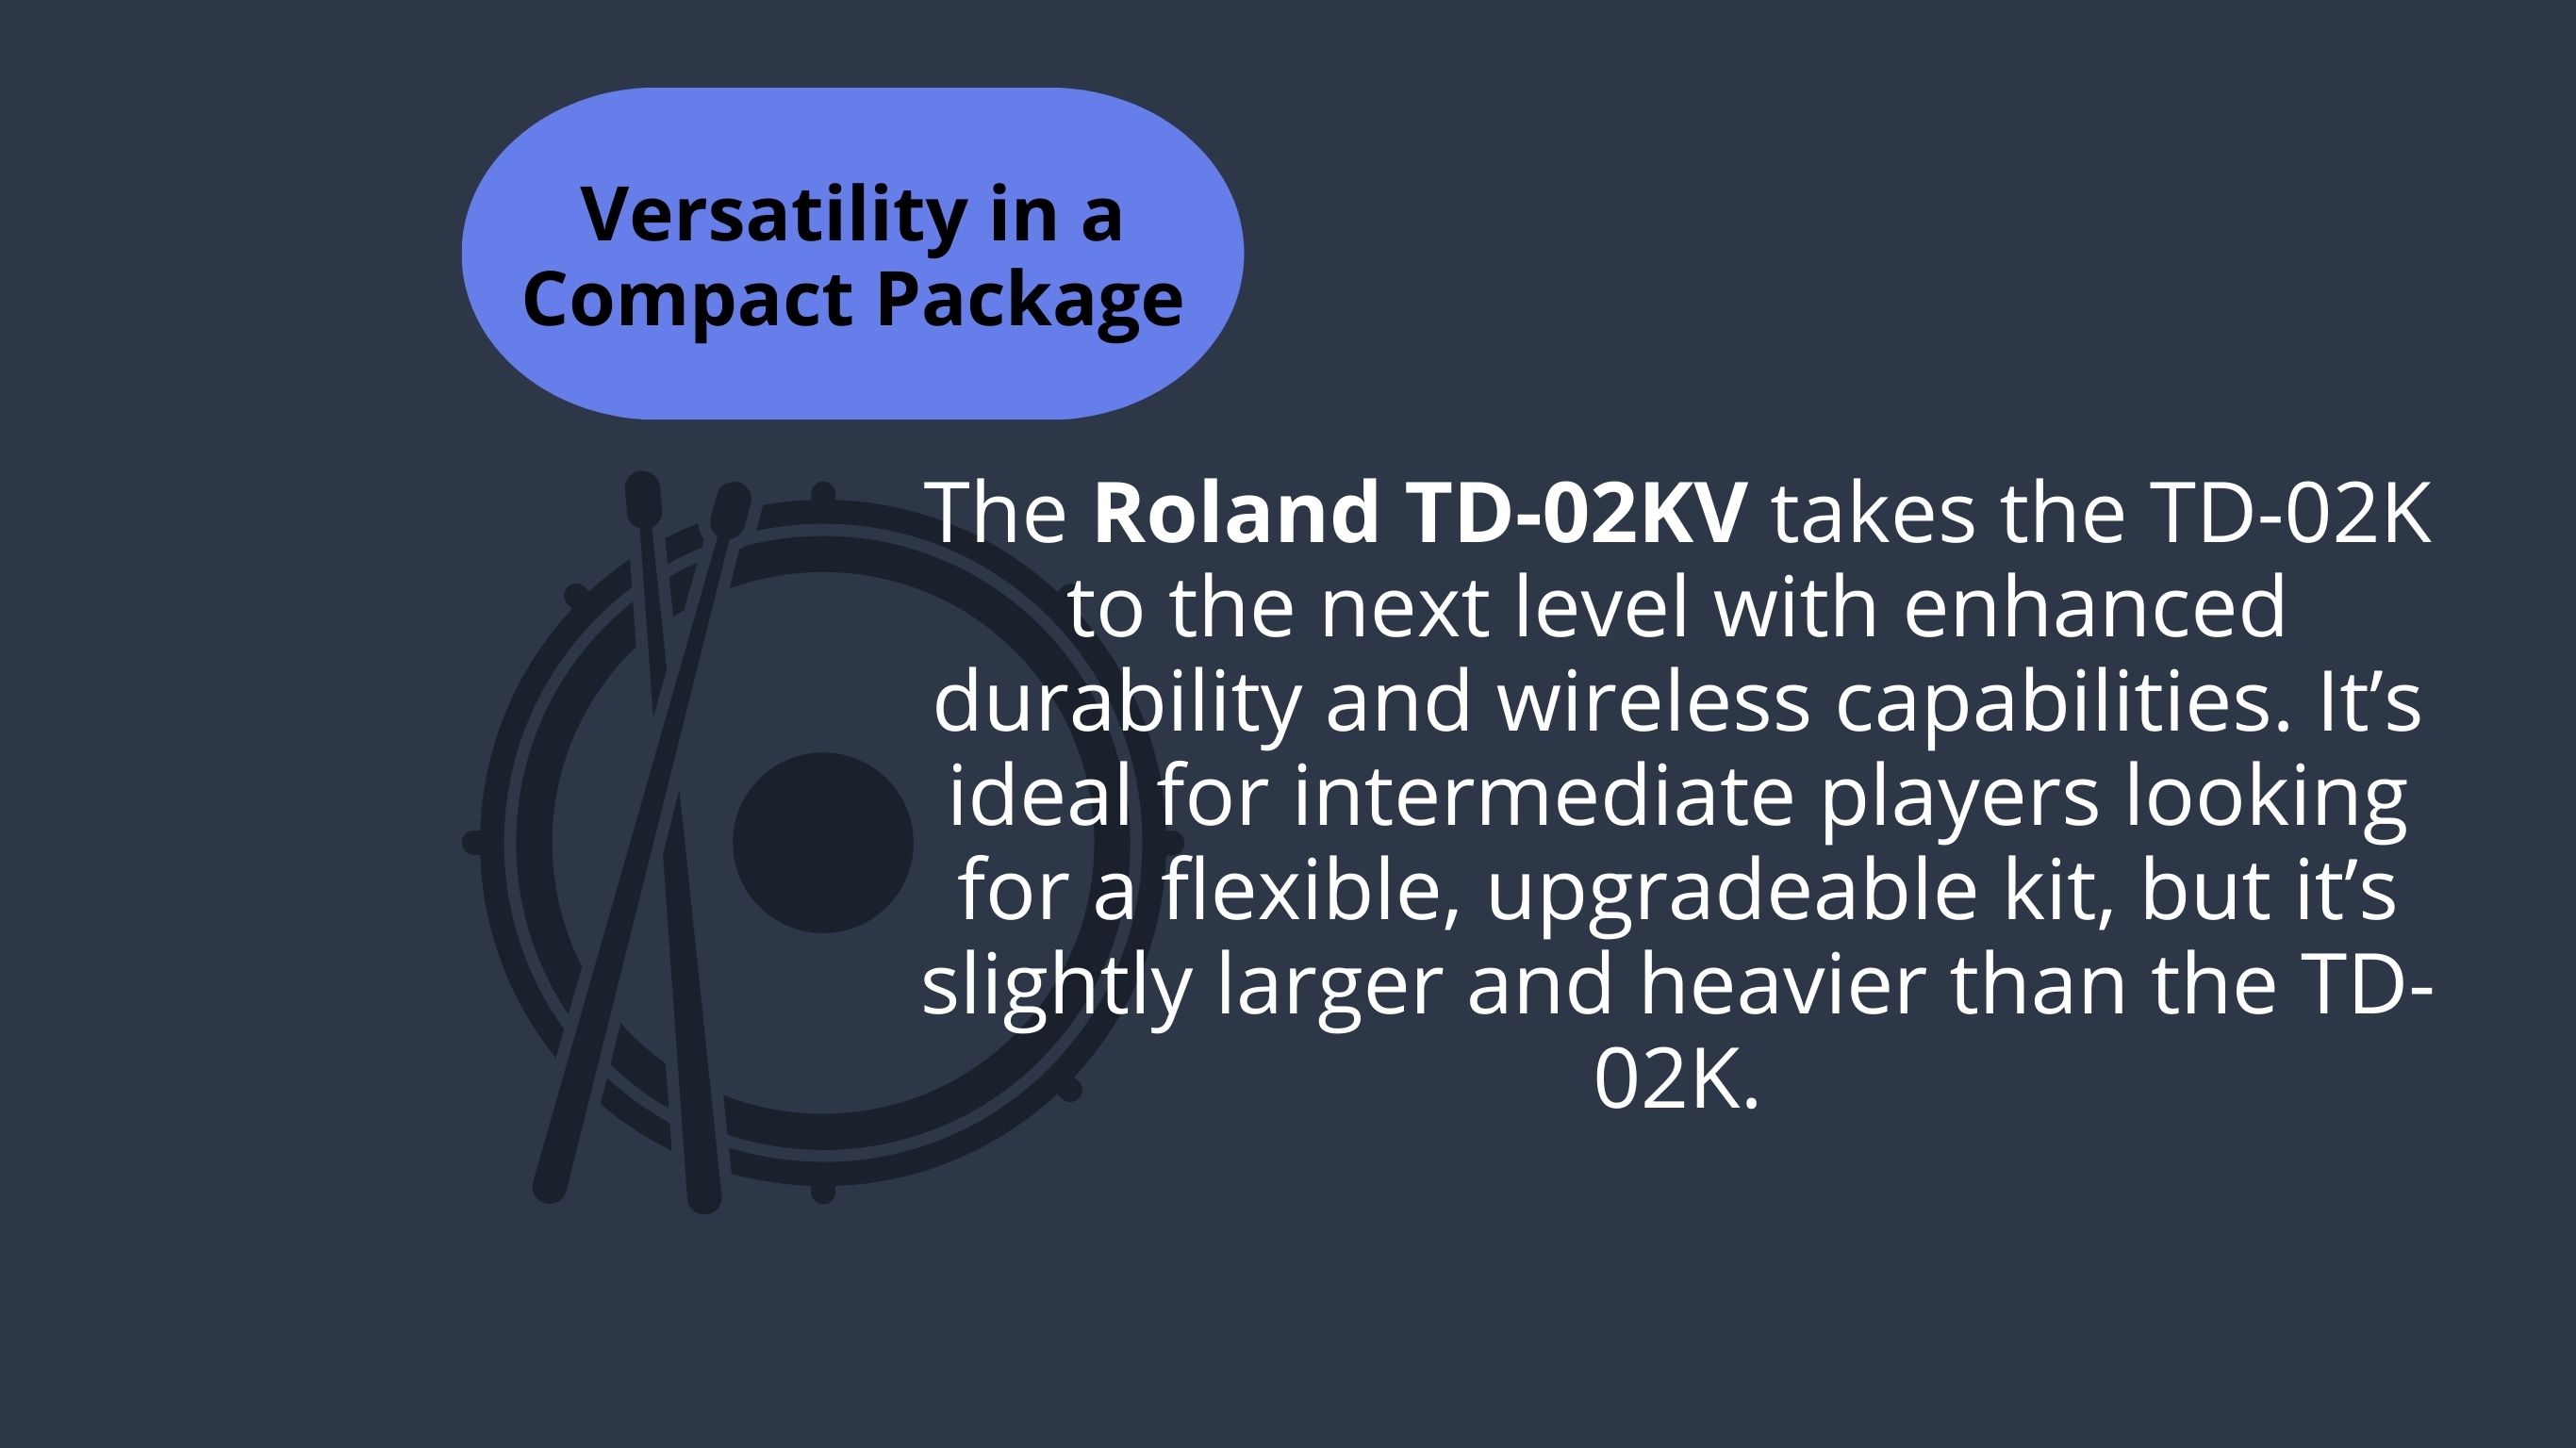 Versatility in a
Compact Package
The Roland TD-02KV takes the TD-02K
to the next level with enhanced
durability and wireless capabilities. It’s
ideal for intermediate players looking
for a flexible, upgradeable kit, but it’s
slightly larger and heavier than the TD-
02K.